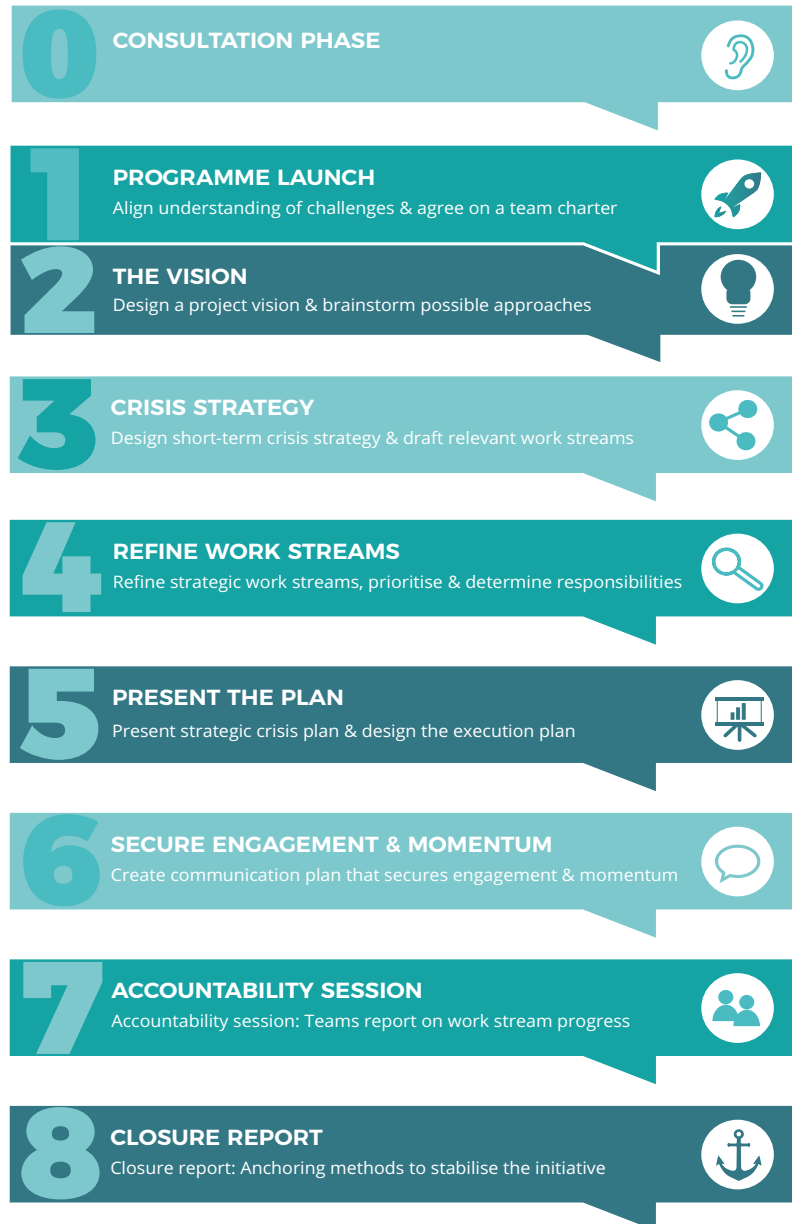 0
CONSULTATION PHASE
1
PROGRAMME LAUNCH
Align understanding of challenges & agree on a team charter
2
THE VISION
Design a project vision & brainstorm possible approaches
3
CRISIS STRATEGY
Design short-term crisis strategy & draft relevant work streams
4
REFINE WORK STREAMS
Refine strategic work streams, prioritise & determine responsibilities
5
PRESENT THE PLAN
Present strategic crisis plan & design the execution plan
6
SECURE ENGAGEMENT & MOMENTUM
Create communication plan that secures engagement & momentum
7
ACCOUNTABILITY SESSION
Accountability session: Teams report on work stream progress
8
CLOSURE REPORT
Closure report: Anchoring methods to stabilise the initiative